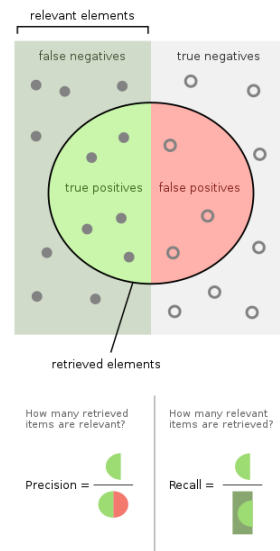 relevant elements
false negatives
true negatives
true positives
false positives
retrieved elements
How many retrieved
items are relevant?
Precision =
How many relevant
items are retrieved?
Recall =